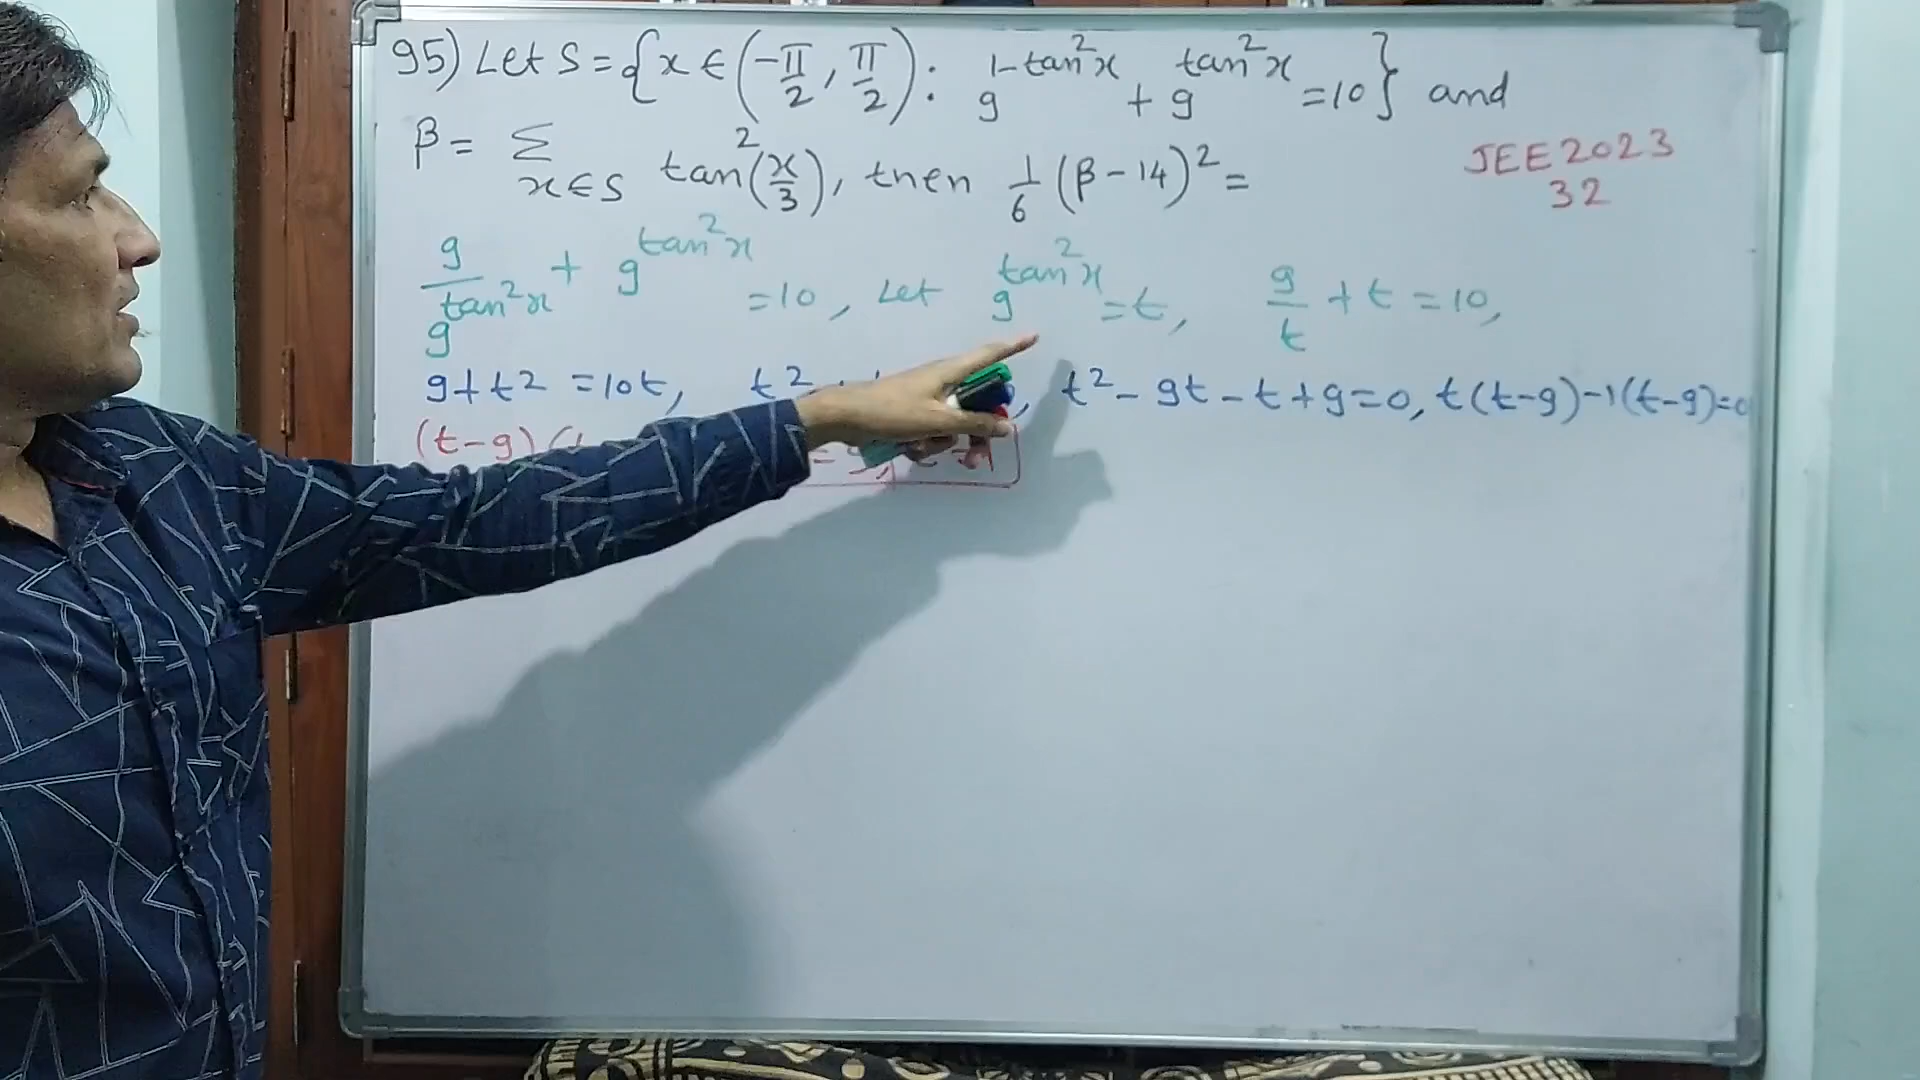 95) Let S = {x ∈ (-π/2, π/2) : 9^(1-tan²x) + 9^(tan²x) = 10} and
β = Σ_(x∈S) tan²(x/3), then 1/6 (β-14)² =
JEE2023
32
9/9^(tan²x) + 9^(tan²x) = 10, Let 9^(tan²x) = t, 9/t + t = 10,
9+t² = 10t, t² , t² - 9t - t + 9 = 0, t(t-9) - 1(t-9) = 0
(t-9)(t = 9,